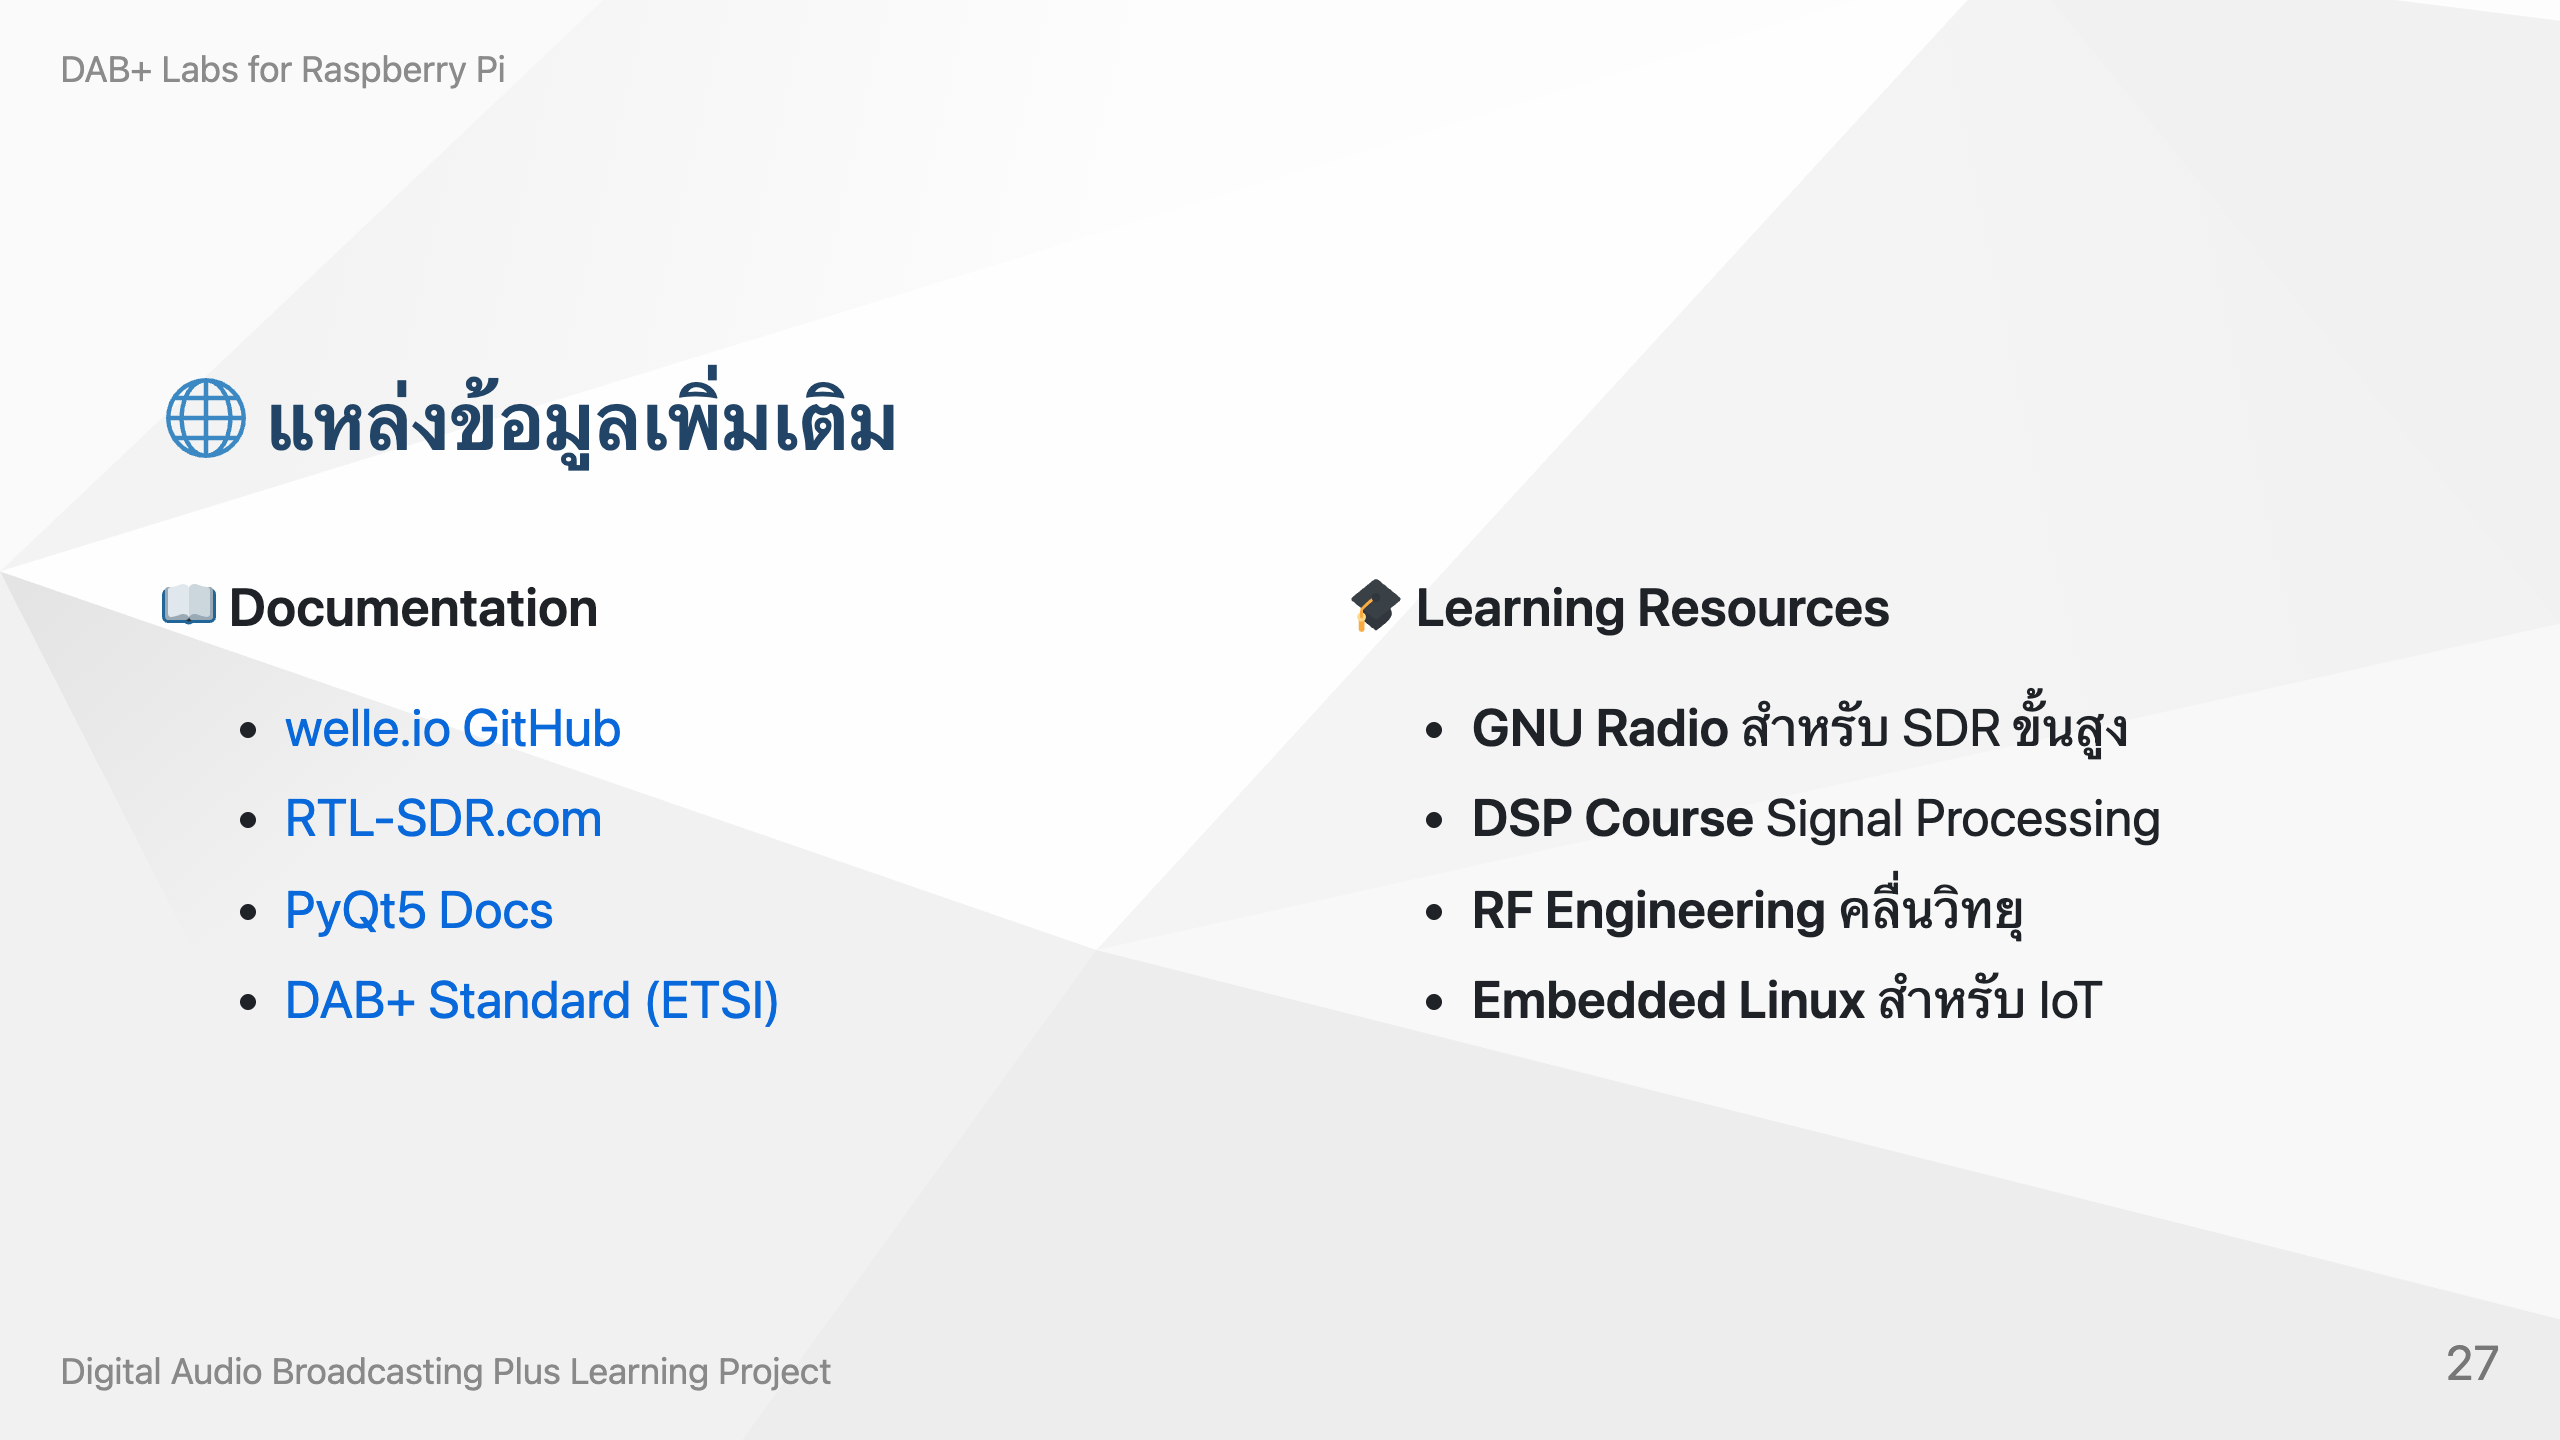 DAB+ Labs for Raspberry Pi
🌐 แหล่งข้อมูลเพิ่มเติม
📖 Documentation
• welle.io GitHub
• RTL-SDR.com
• PyQt5 Docs
• DAB+ Standard (ETSI)
🎓 Learning Resources
• GNU Radio สำหรับ SDR ขั้นสูง
• DSP Course Signal Processing
• RF Engineering คลื่นวิทยุ
• Embedded Linux สำหรับ IoT
Digital Audio Broadcasting Plus Learning Project
27